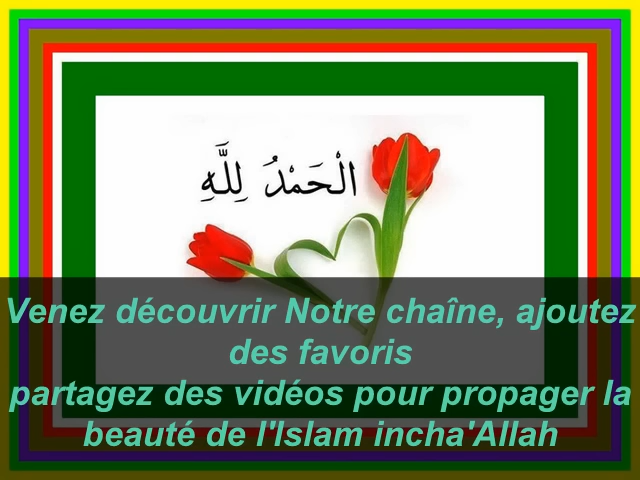 الْحَمْدُ لِلَّهِ
Venez découvrir Notre chaîne, ajoutez
des favoris
partagez des vidéos pour propager la
beauté de l'Islam incha'Allah